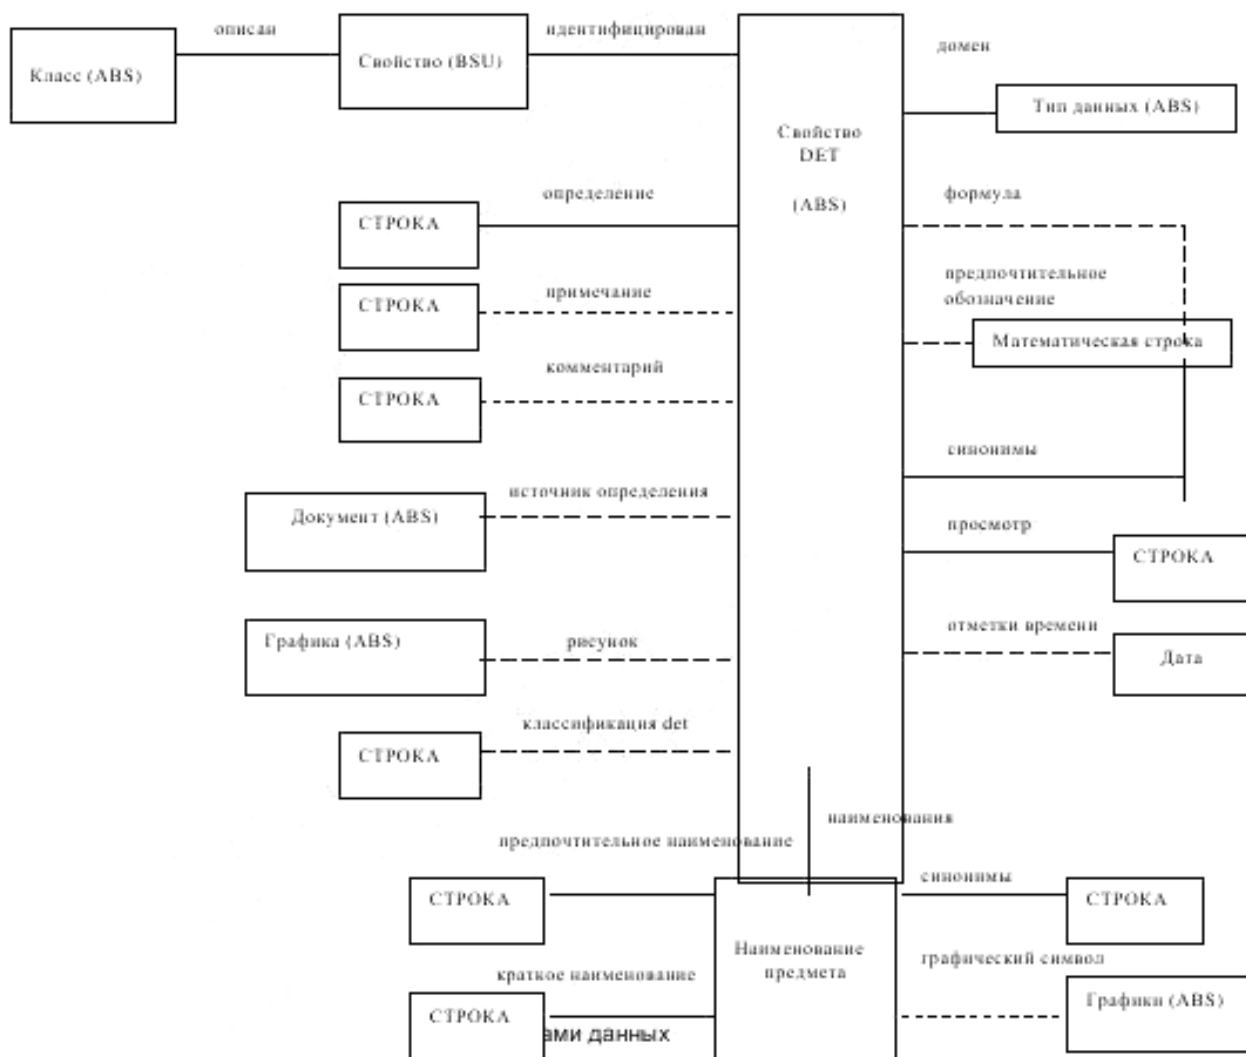 описан
идентифицирован
домен
Класс (ABS)
Свойство (BSU)
Тип данных (ABS)
Свойство
DET
(ABS)
определение
формула
СТРОКА
предпочтительное
обозначение
примечание
СТРОКА
Математическая строка
комментарий
СТРОКА
синонимы
источник определения
Документ (ABS)
просмотр
СТРОКА
отметки времени
Графика (ABS)
рисунок
Дата
классификация det
СТРОКА
наименования
предпочтительное наименование
синонимы
СТРОКА
СТРОКА
Наименование
предмета
графический символ
краткое наименование
Графики (ABS)
СТРОКА
ами данных